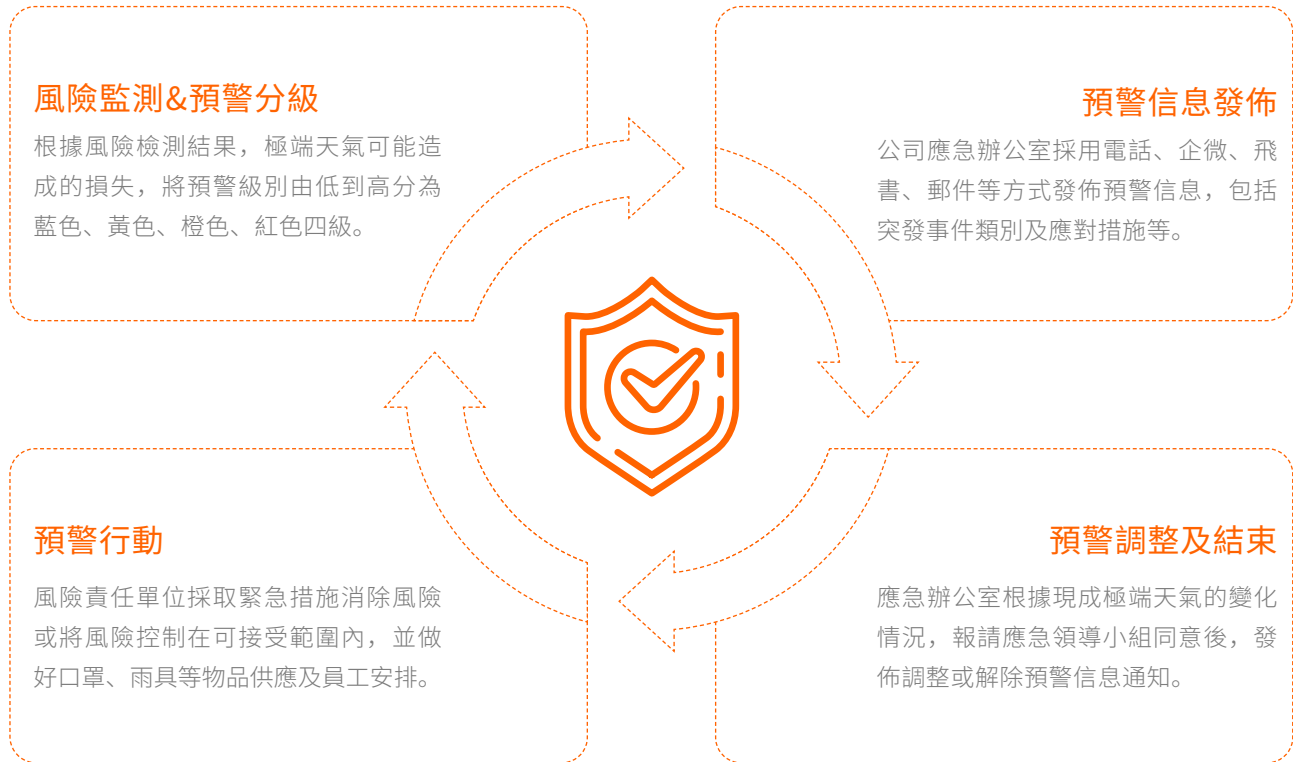 風險監測&預警分級
根據風險檢測結果，極端天氣可能造
成的損失，將預警級別由低到高分為
藍色、黃色、橙色、紅色四級。
預警信息發佈
公司應急辦公室採用電話、企微、飛
書、郵件等方式發佈預警信息，包括
突發事件類別及應對措施等。
預警行動
風險責任單位採取緊急措施消除風險
或將風險控制在可接受範圍內，並做
好口罩、雨具等物品供應及員工安排。
預警調整及結束
應急辦公室根據現成極端天氣的變化
情況，報請應急領導小組同意後，發
佈調整或解除預警信息通知。